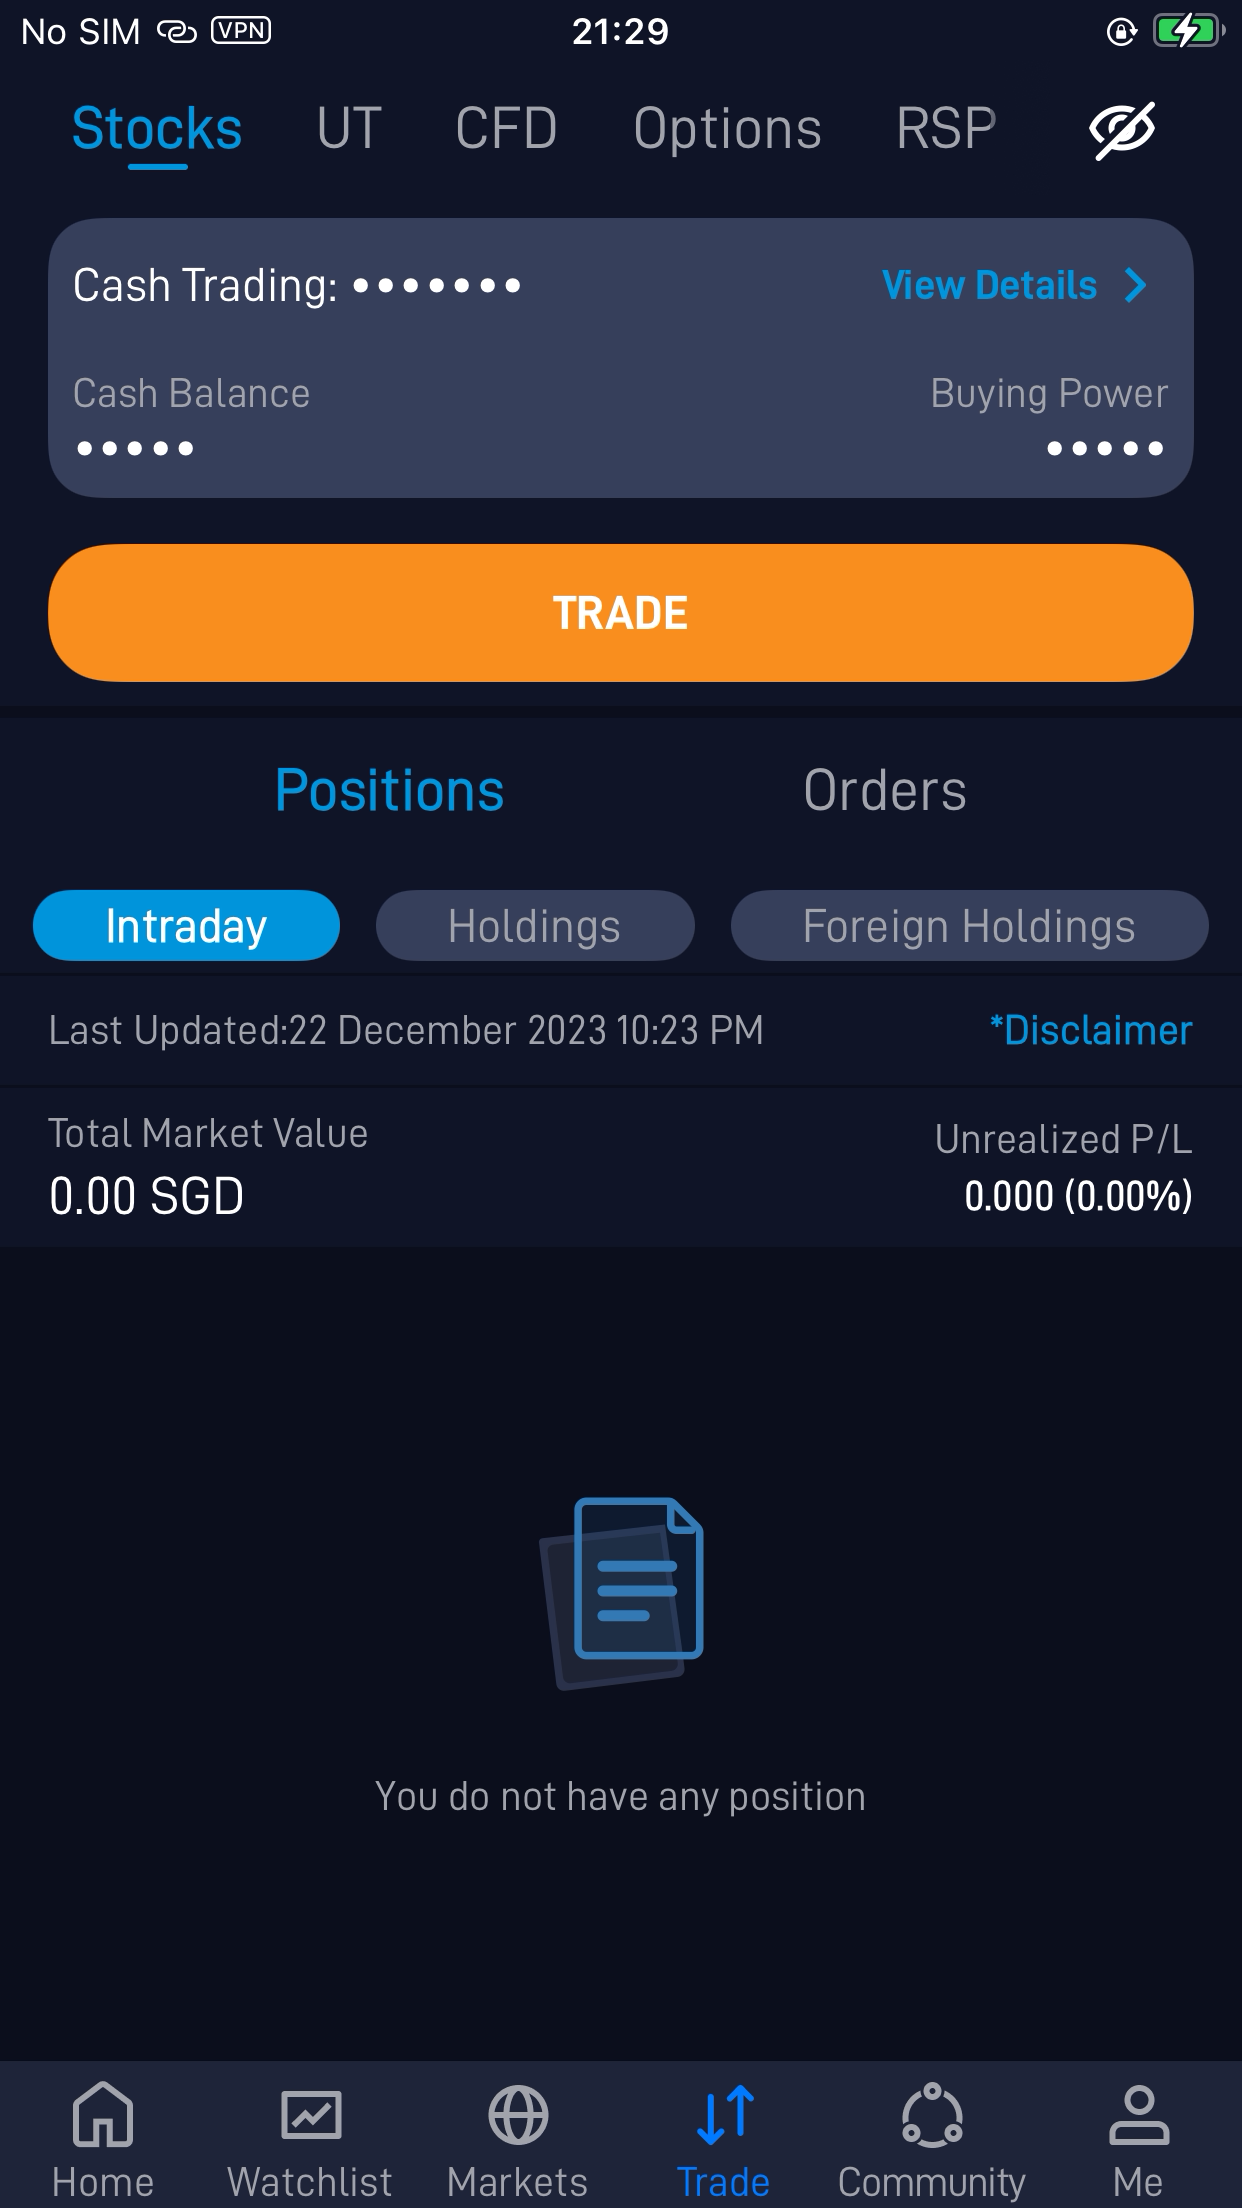 No SIM VPN 21:29
Stocks UT CFD Options RSP
Cash Trading: ••••••• View Details
Cash Balance Buying Power
••••• •••••
TRADE
Positions Orders
Intraday Holdings Foreign Holdings
Last Updated:22 December 2023 10:23 PM *Disclaimer
Total Market Value Unrealized P/L
0.00 SGD 0.000 (0.00%)
You do not have any position
Home Watchlist Markets Trade Community Me